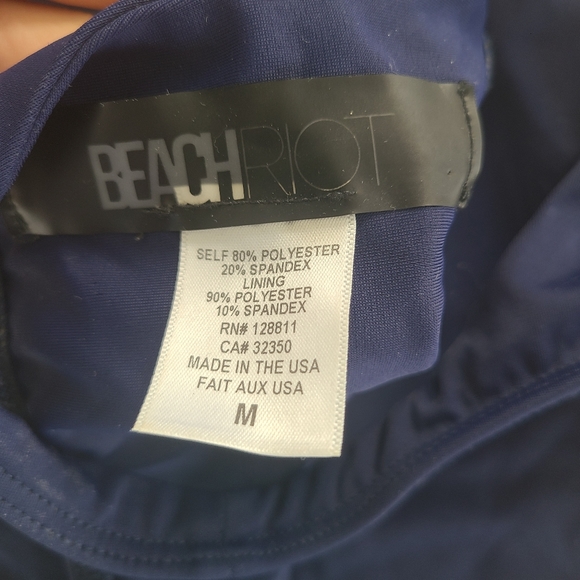 BEACHRIOT
SELF 80% POLYESTER
20% SPANDEX
LINING
90% POLYESTER
10% SPANDEX
RN# 128811
CA# 32350
MADE IN THE USA
FAIT AUX USA
M